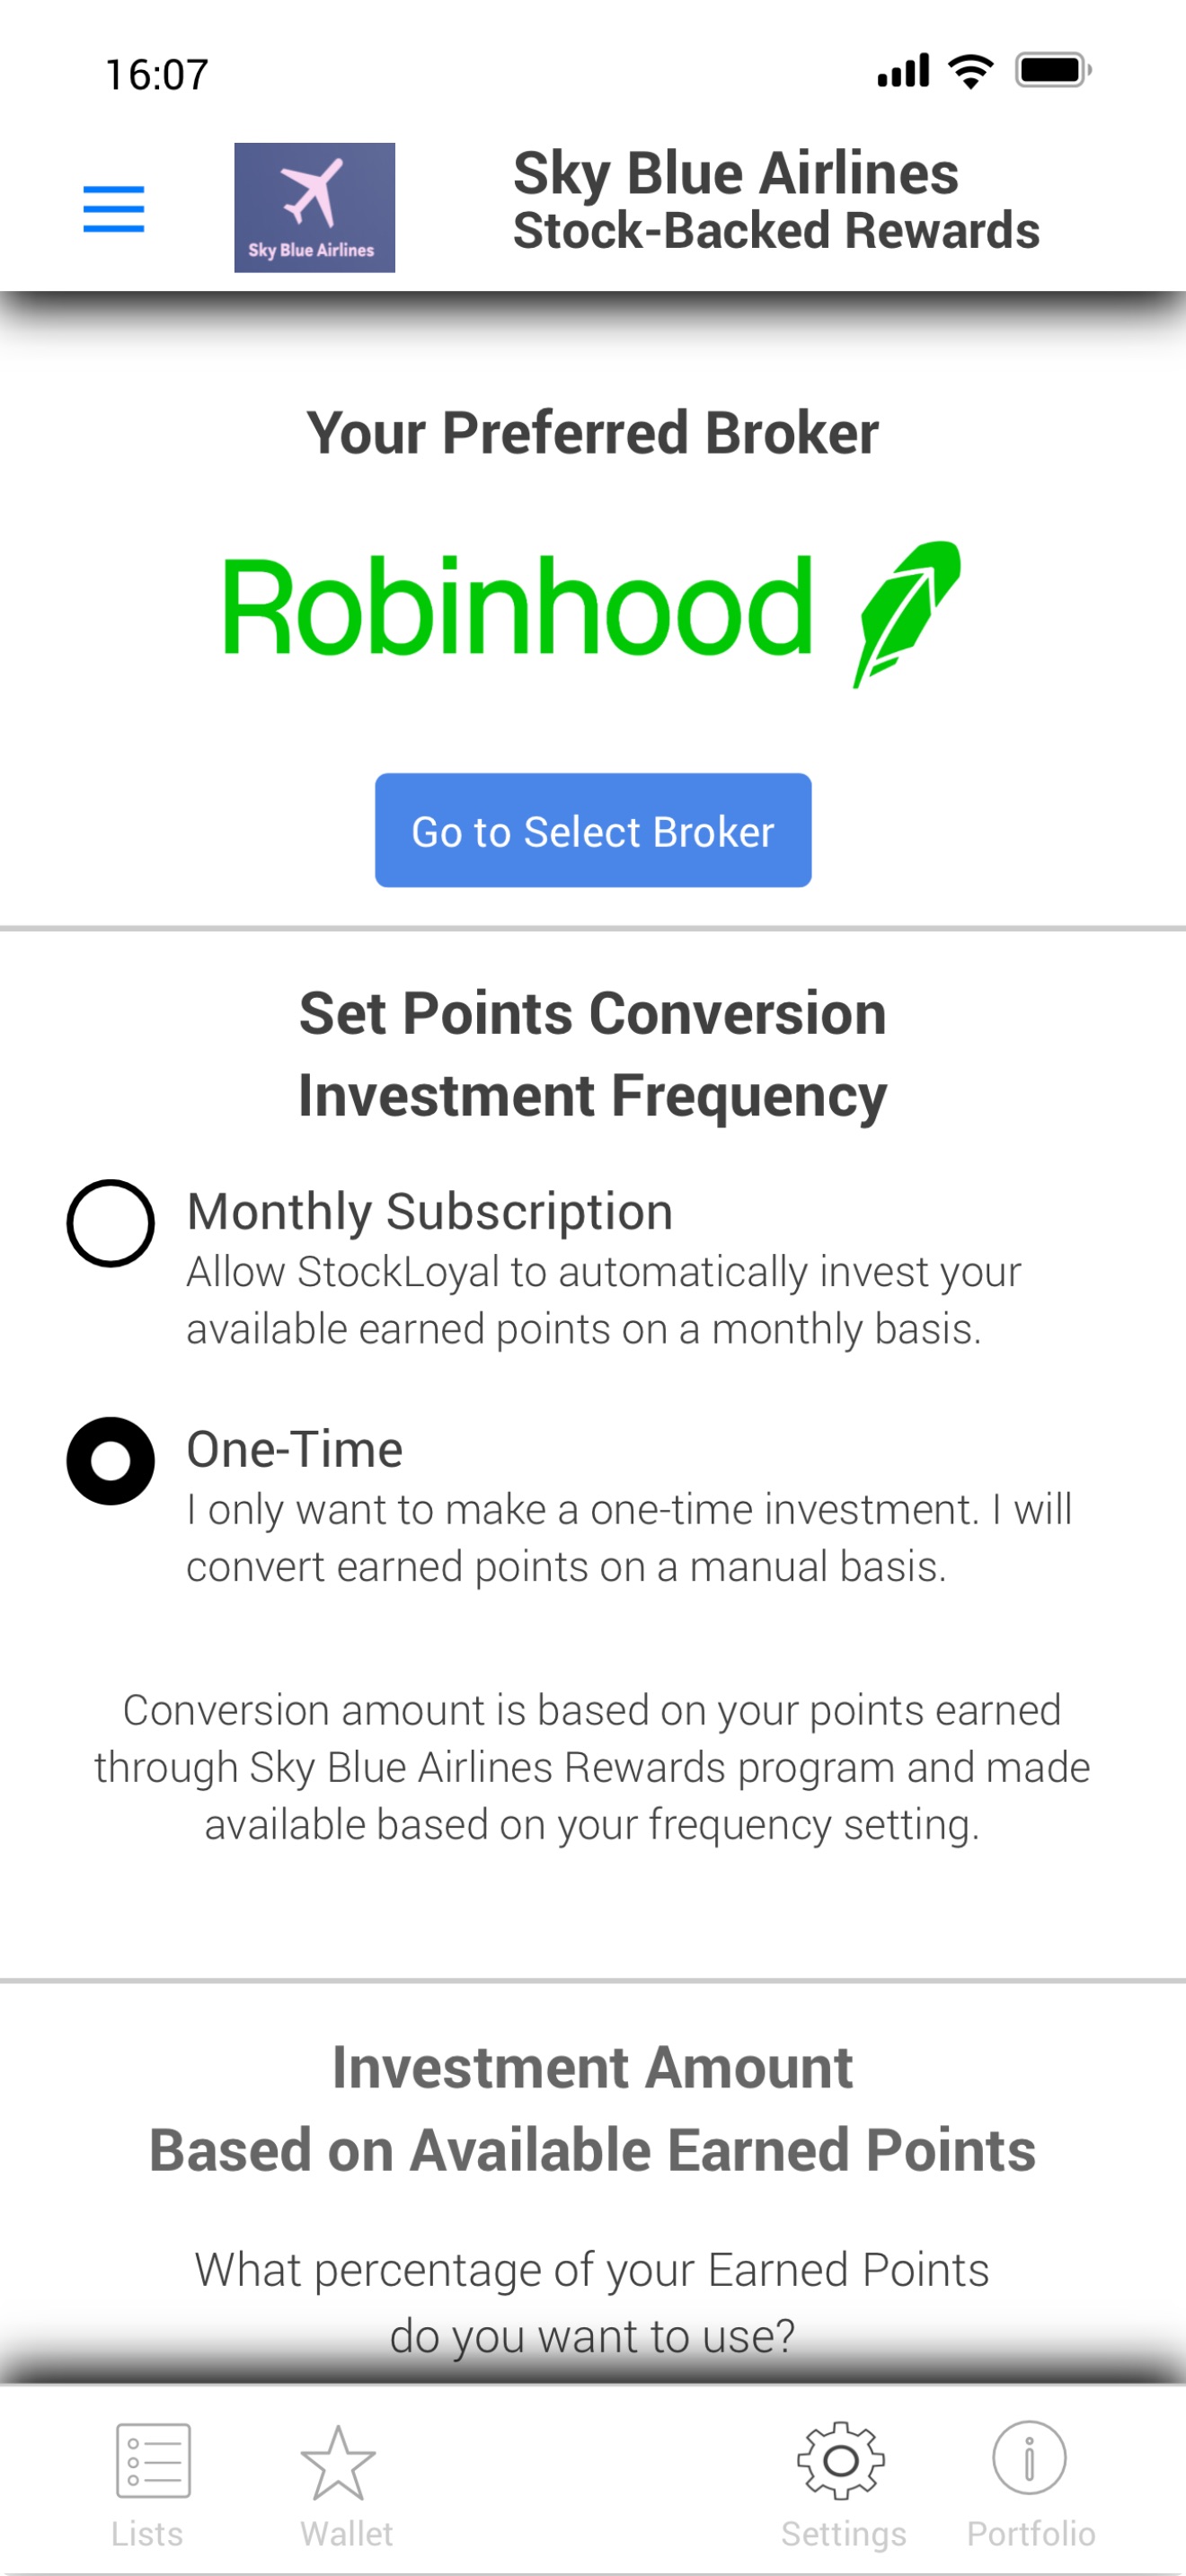 16:07
Sky Blue Airlines
Sky Blue Airlines
Stock-Backed Rewards
Your Preferred Broker
Robinhood
Go to Select Broker
Set Points Conversion
Investment Frequency
Monthly Subscription
Allow StockLoyal to automatically invest your
available earned points on a monthly basis.
One-Time
I only want to make a one-time investment. I will
convert earned points on a manual basis.
Conversion amount is based on your points earned
through Sky Blue Airlines Rewards program and made
available based on your frequency setting.
Investment Amount
Based on Available Earned Points
What percentage of your Earned Points
do you want to use?
Lists
Wallet
Settings
Portfolio